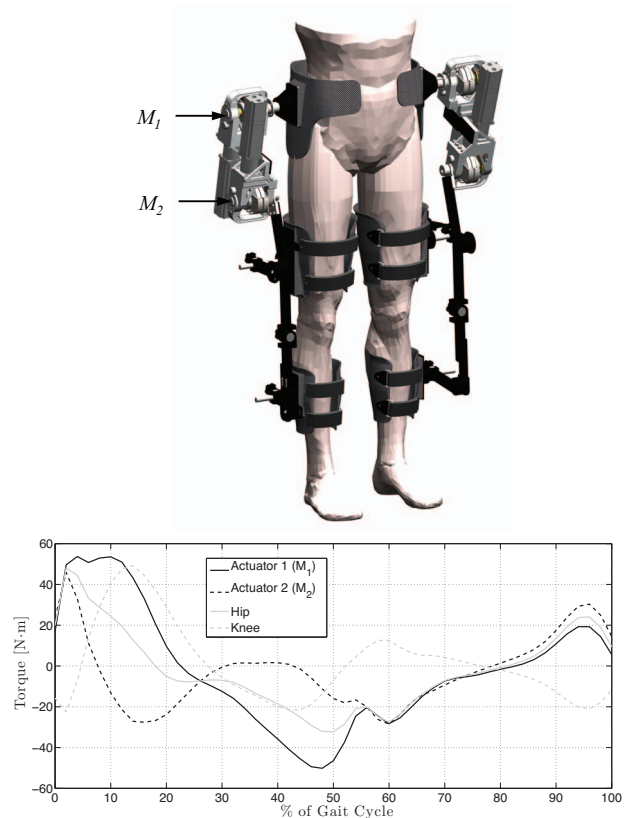 M1
M2
60
40
20
0
−20
−40
−60
Torque [N·m]
Actuator 1 (M1)
Actuator 2 (M2)
Hip
Knee
0 10 20 30 40 50 60 70 80 90 100
% of Gait Cycle